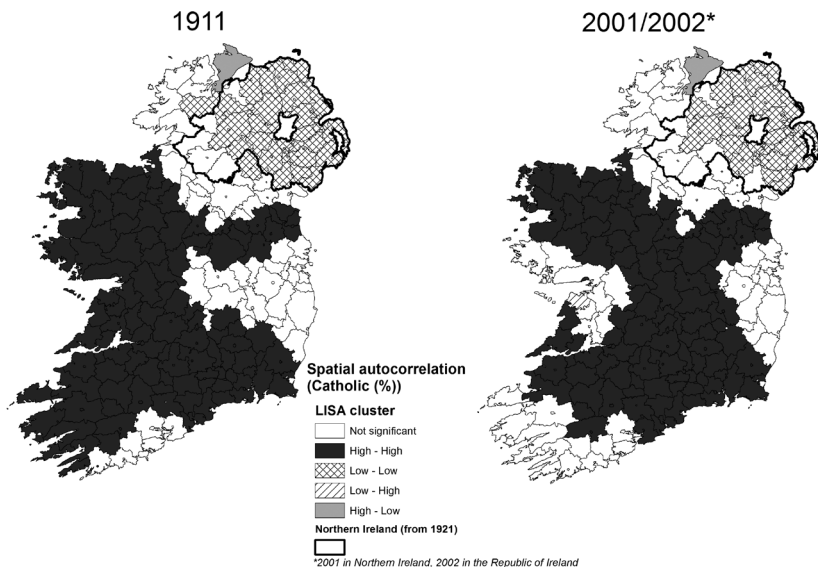 1911
2001/2002*
Spatial autocorrelation
(Catholic (%))
LISA cluster
Not significant
High - High
Low - Low
Low - High
High - Low
Northern Ireland (from 1921)
*2001 in Northern Ireland, 2002 in the Republic of Ireland